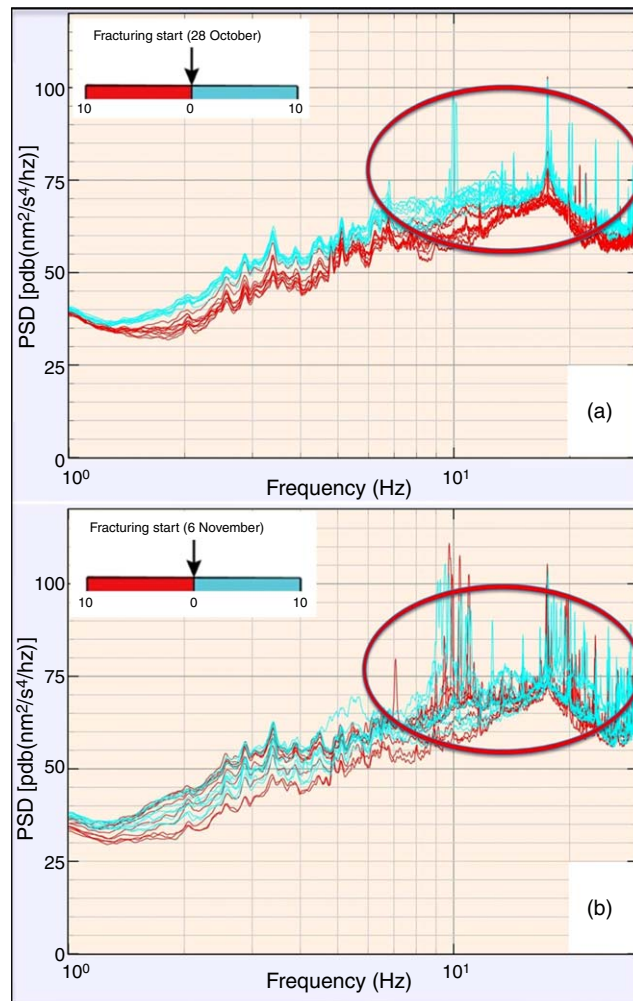 Fracturing start (28 October)
10 0 10
100
75
50
25
0
PSD [pdb(nm²/s⁴/hz)]
10⁰ 10¹
Frequency (Hz)
(a)
Fracturing start (6 November)
10 0 10
100
75
50
25
0
PSD [pdb(nm²/s⁴/hz)]
10⁰ 10¹
Frequency (Hz)
(b)